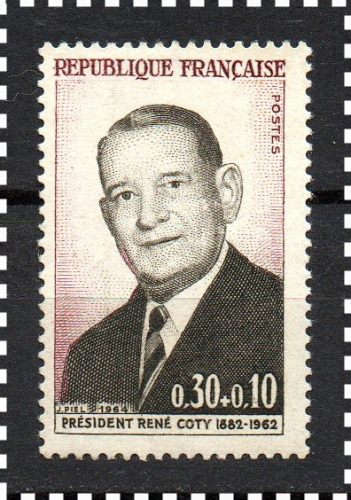 REPUBLIQUE FRANÇAISE
POSTES
0,30+0,10
J.PIEL 1964
PRÉSIDENT RENÉ COTY 1882-1962